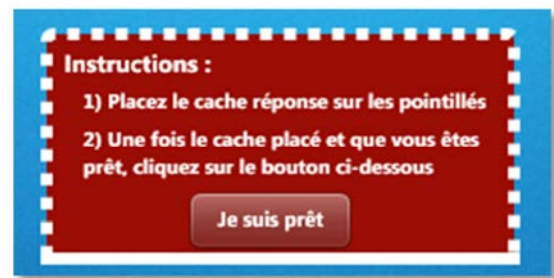 Instructions :
1) Placez le cache réponse sur les pointillés
2) Une fois le cache placé et que vous êtes
prêt, cliquez sur le bouton ci-dessous
Je suis prêt